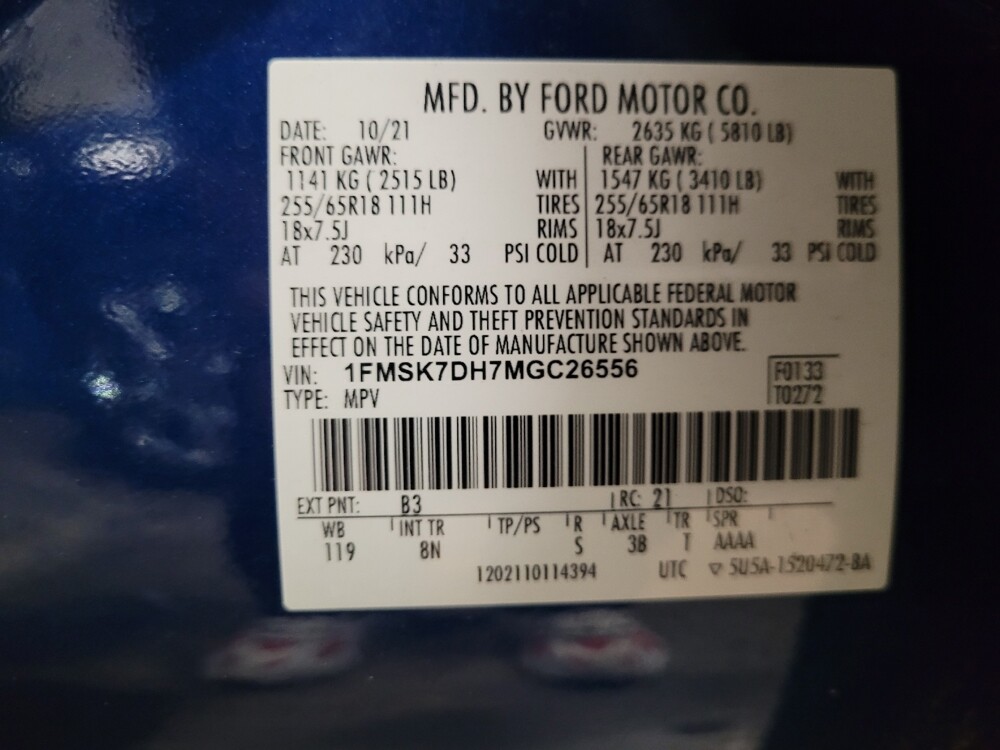 MFD. BY FORD MOTOR CO.
DATE: 10/21 GVWR: 2635 KG ( 5810 LB)
FRONT GAWR: REAR GAWR:
1141 KG ( 2515 LB) WITH 1547 KG ( 3410 LB) WITH
255/65R18 111H TIRES 255/65R18 111H TIRES
18x7.5J RIMS 18x7.5J RIMS
AT 230 kPa/ 33 PSI COLD AT 230 kPa/ 33 PSI COLD
THIS VEHICLE CONFORMS TO ALL APPLICABLE FEDERAL MOTOR
VEHICLE SAFETY AND THEFT PREVENTION STANDARDS IN
EFFECT ON THE DATE OF MANUFACTURE SHOWN ABOVE.
VIN: 1FMSK7DH7MGC26556 F0133
TYPE: MPV T0272
EXT PNT: B3 RC: 21 DSO:
WB INT TR TP/PS R AXLE TR SPR
119 8N S 3B T AAAA
1202110114394 UTC ▽ 5U5A-1520472-BA